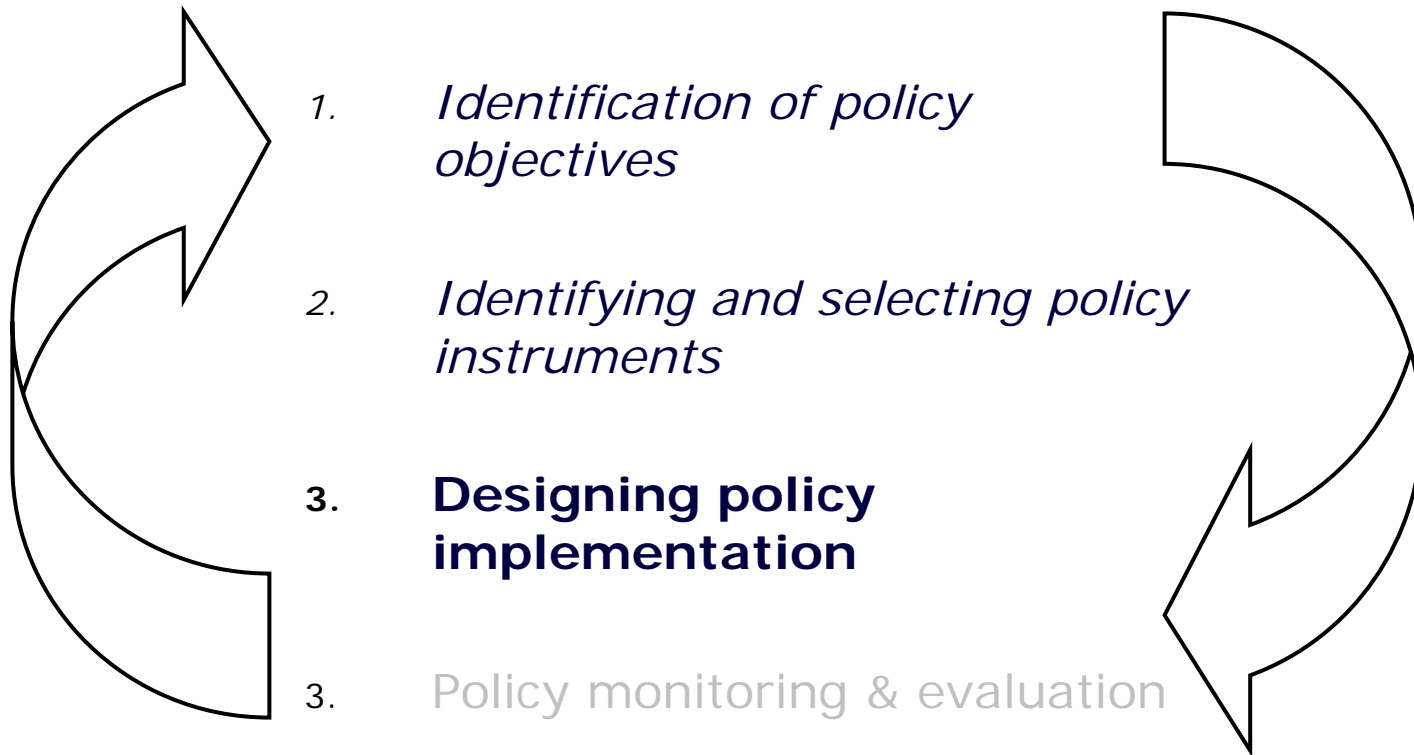 1. Identification of policy
objectives
2. Identifying and selecting policy
instruments
3. Designing policy
implementation
3. Policy monitoring & evaluation